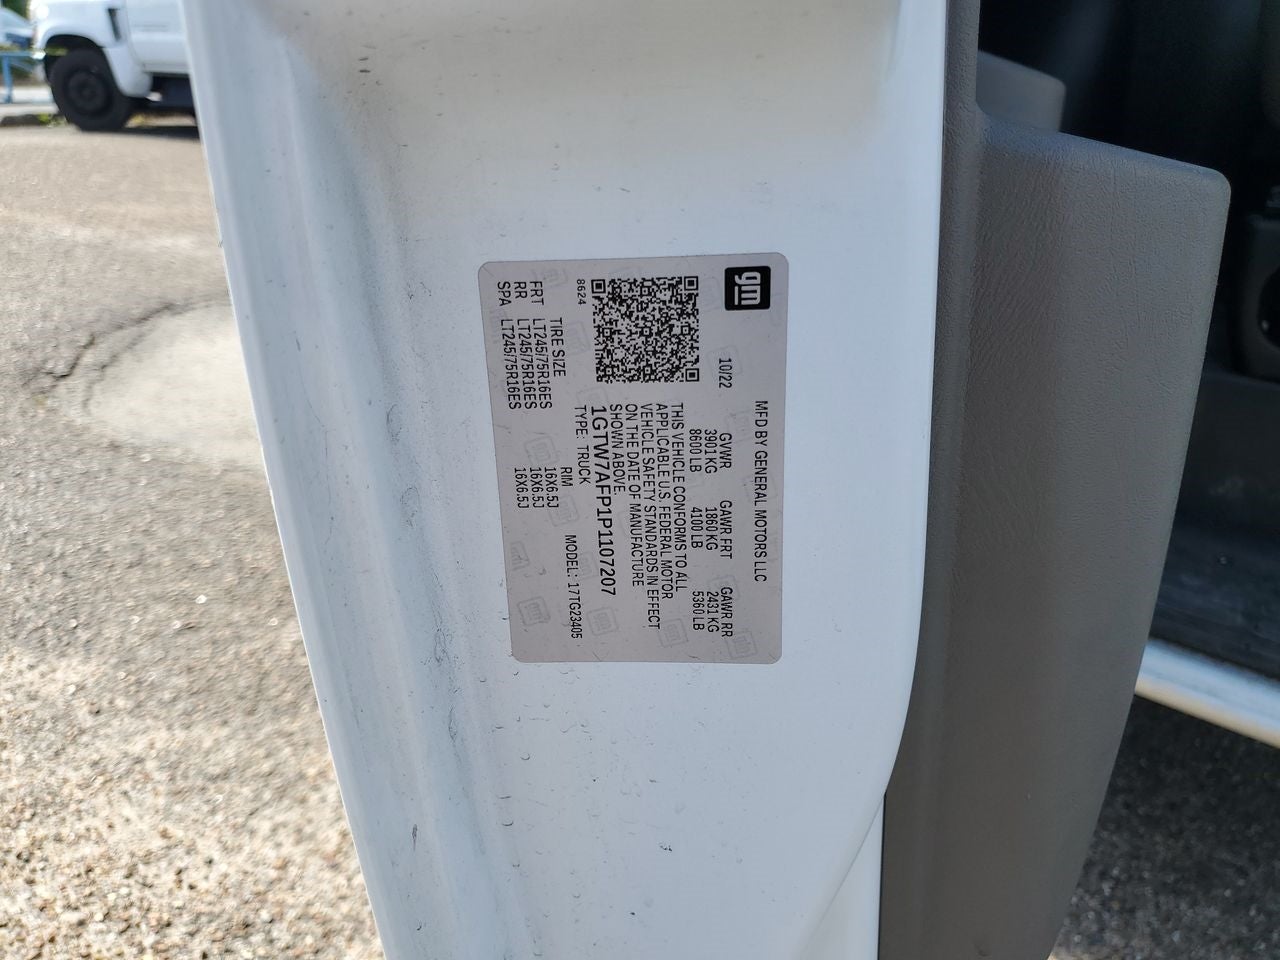 gm
MFD BY GENERAL MOTORS LLC
10/22 GVWR GAWR FRT GAWR RR
3901 KG 1860 KG 2431 KG
8600 LB 4100 LB 5360 LB
THIS VEHICLE CONFORMS TO ALL
APPLICABLE U.S. FEDERAL MOTOR
VEHICLE SAFETY STANDARDS IN EFFECT
ON THE DATE OF MANUFACTURE
SHOWN ABOVE.
1GTW7AFP1P1107207
8624 TYPE: TRUCK MODEL: 17TG23405
TIRE SIZE RIM
FRT LT245/75R16ES 16X6.5J
RR LT245/75R16ES 16X6.5J
SPA LT245/75R16ES 16X6.5J